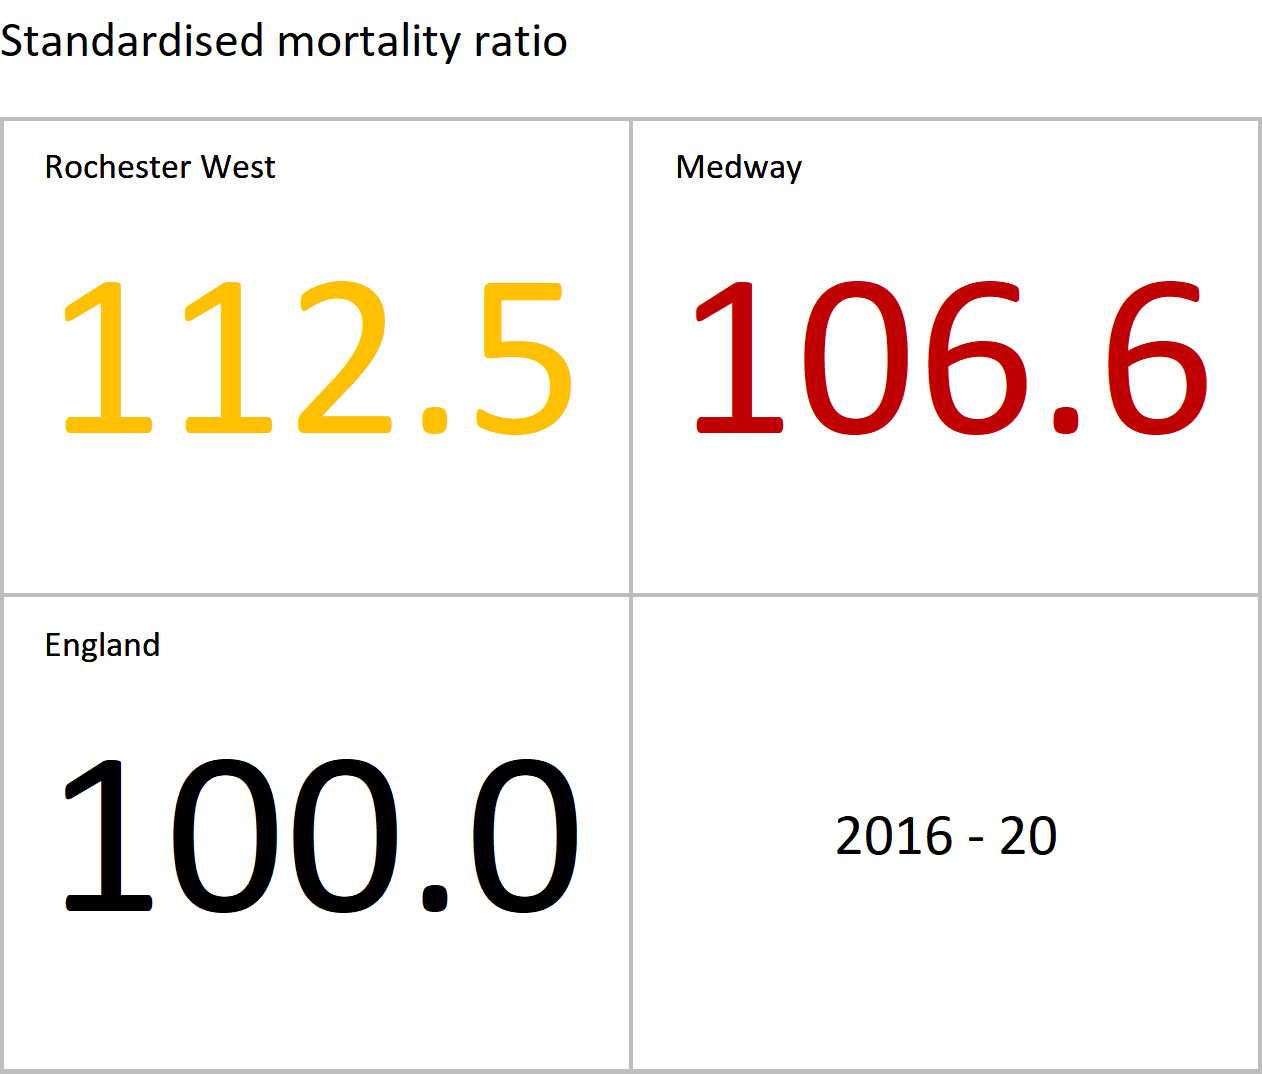 Standardised mortality ratio
Rochester West
112.5
Medway
106.6
England
100.0
2016 - 20